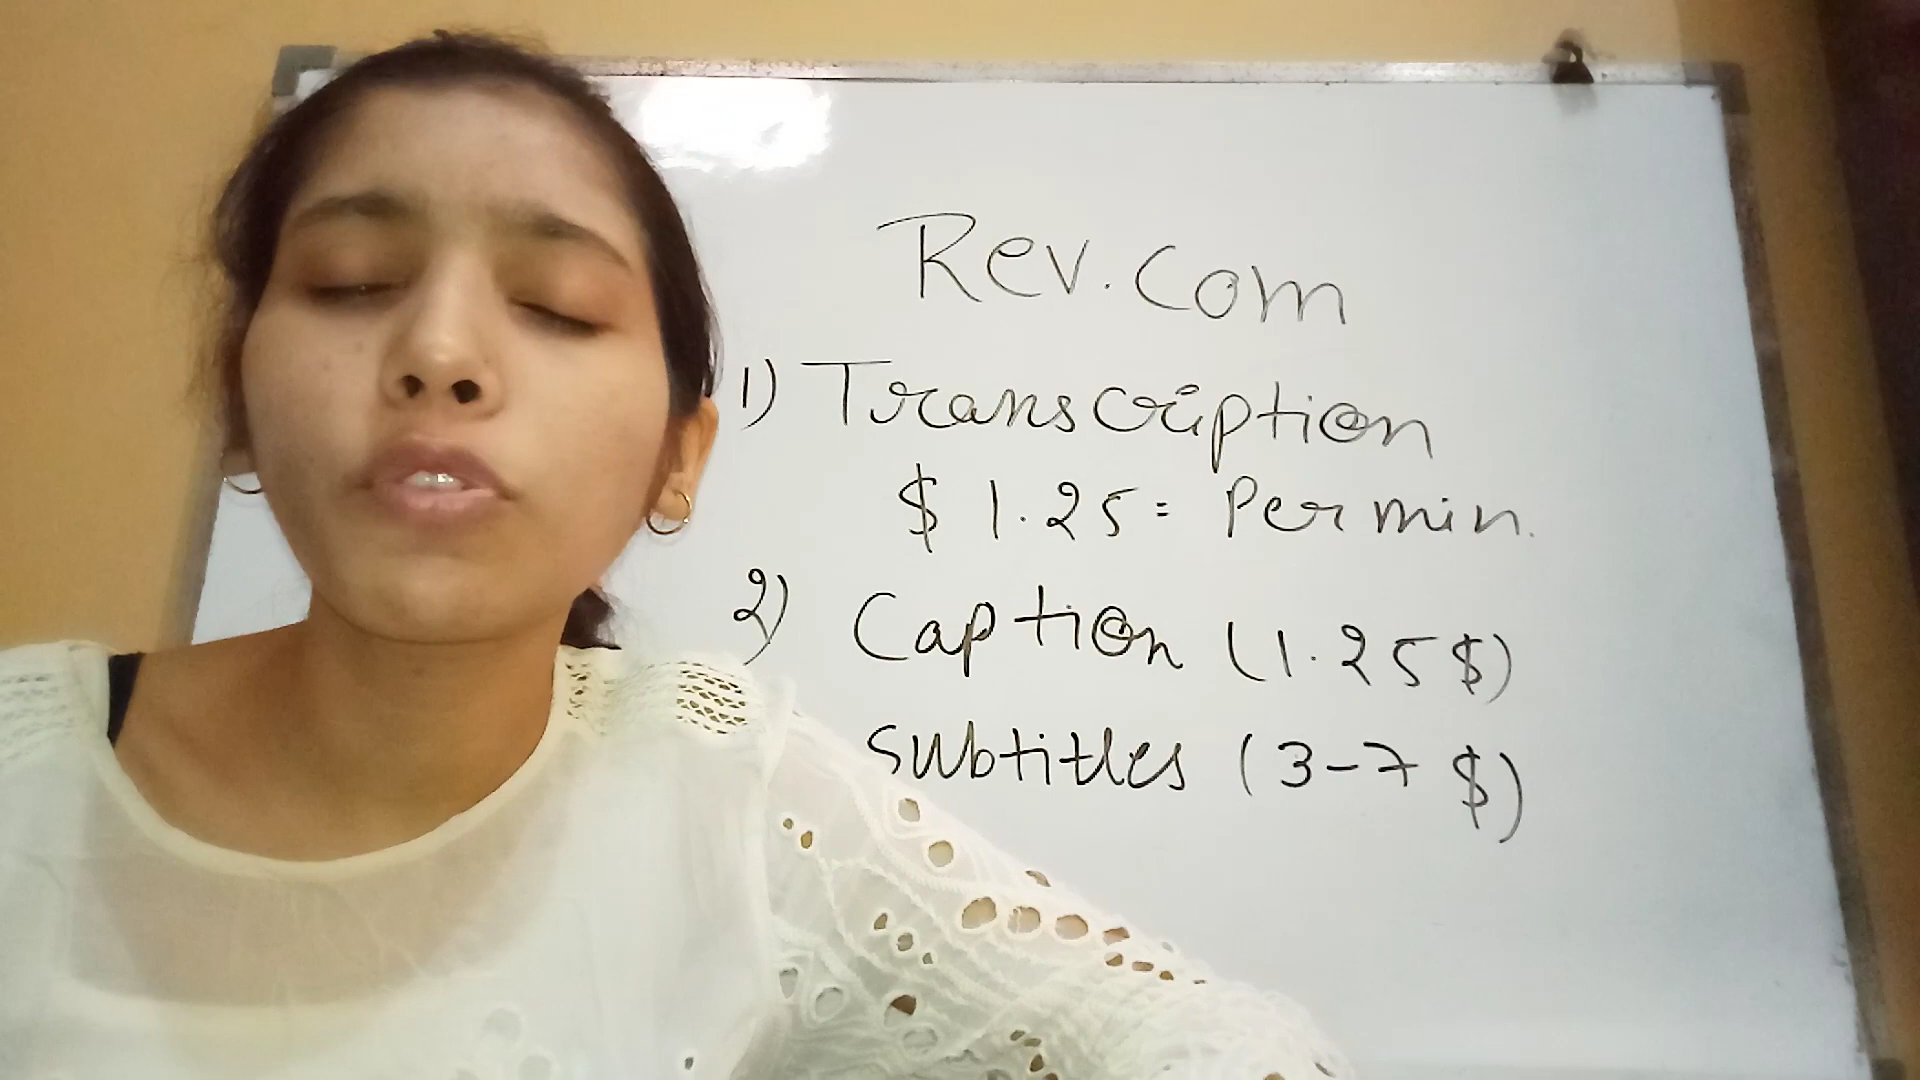 Rev.com
1) Transcription
$ 1.25 = Per min.
2) Caption (1.25$)
subtitles (3-7 $)